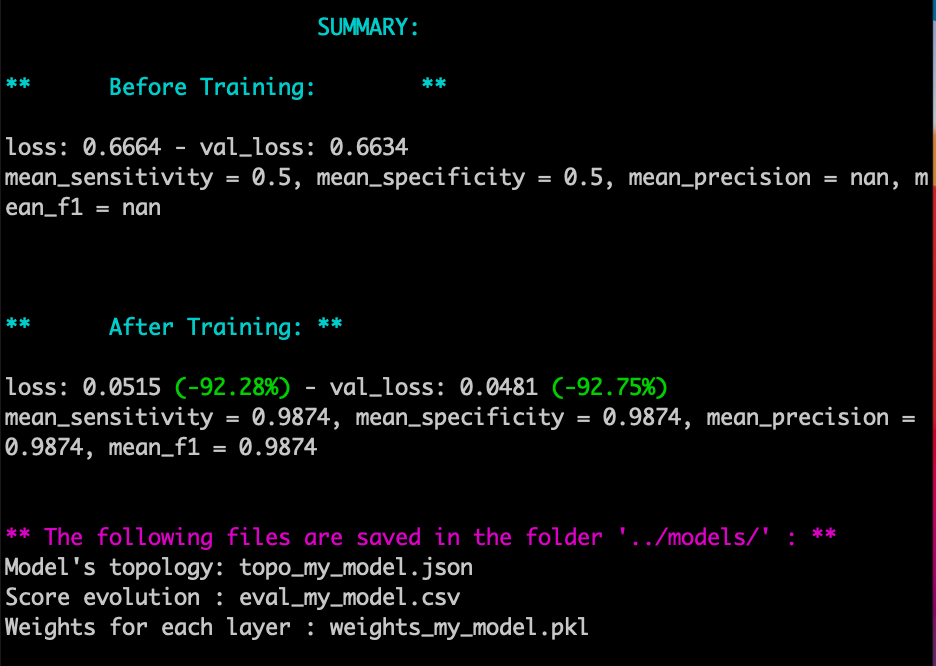 SUMMARY:
** Before Training: **
loss: 0.6664 - val_loss: 0.6634
mean_sensitivity = 0.5, mean_specificity = 0.5, mean_precision = nan, m
ean_f1 = nan
** After Training: **
loss: 0.0515 (-92.28%) - val_loss: 0.0481 (-92.75%)
mean_sensitivity = 0.9874, mean_specificity = 0.9874, mean_precision =
0.9874, mean_f1 = 0.9874
** The following files are saved in the folder '../models/' : **
Model's topology: topo_my_model.json
Score evolution : eval_my_model.csv
Weights for each layer : weights_my_model.pkl